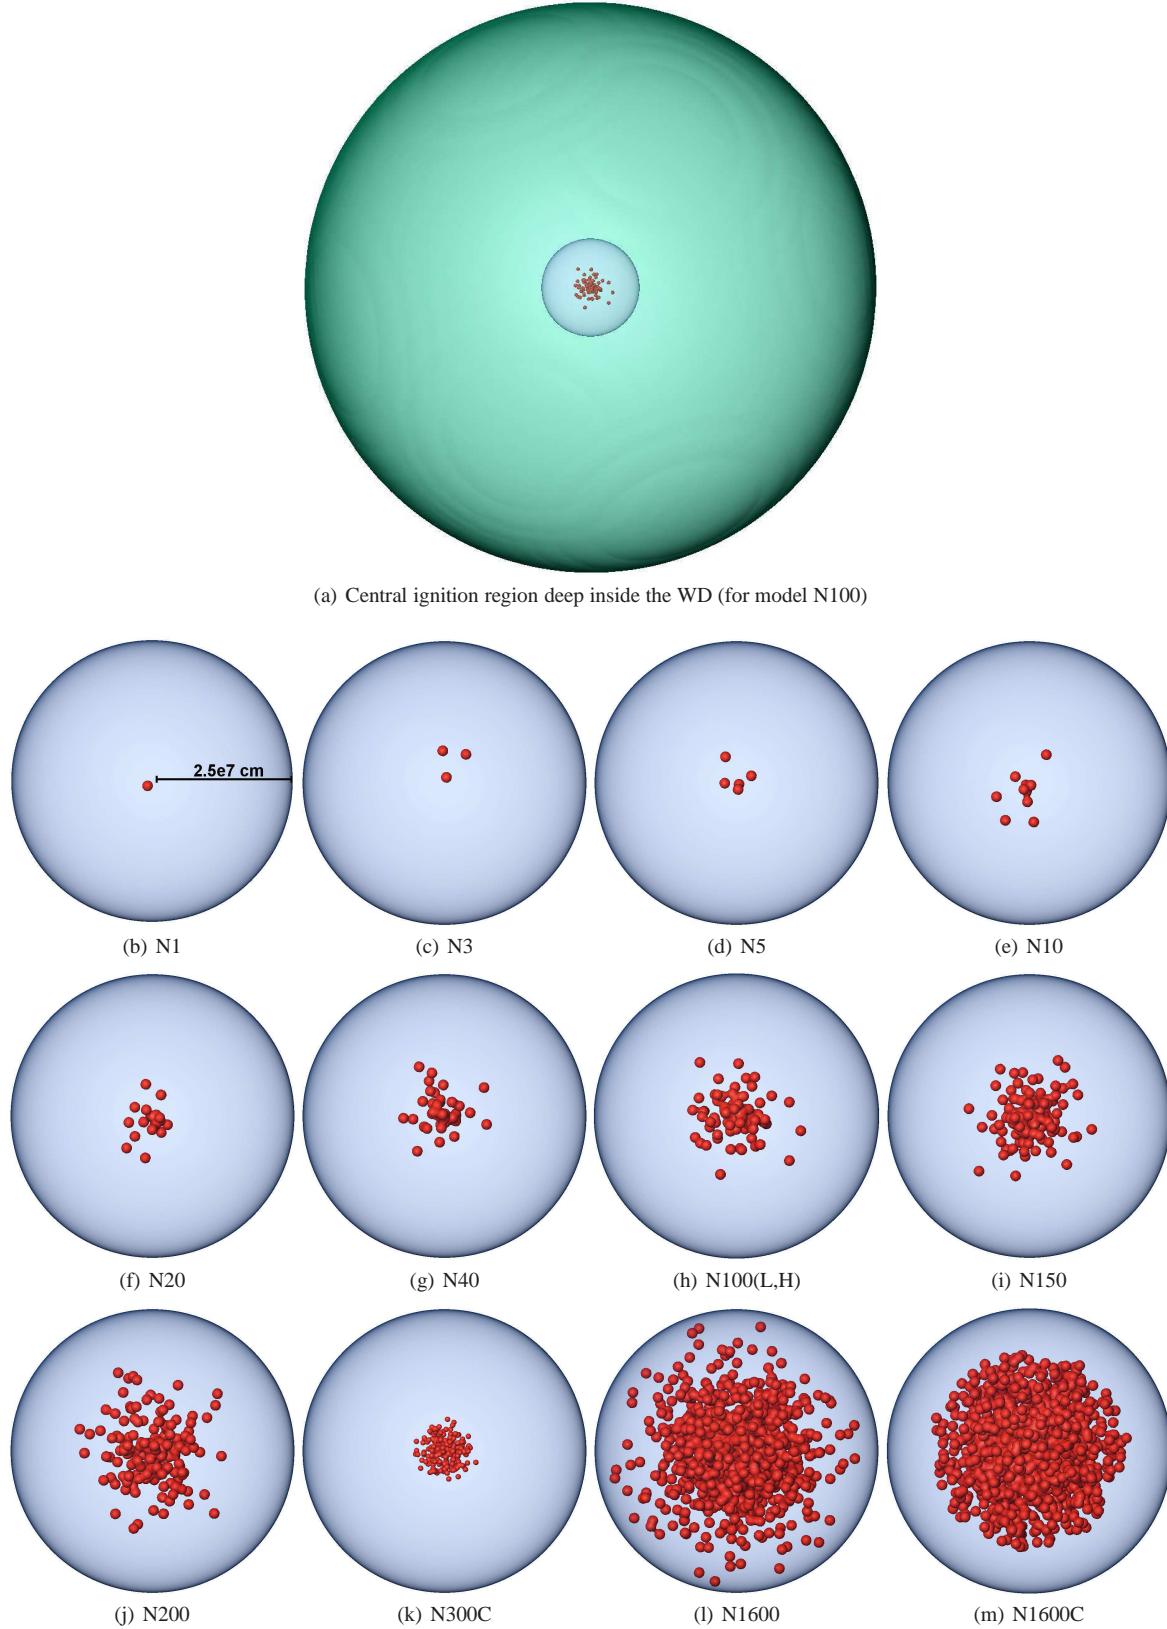 (a) Central ignition region deep inside the WD (for model N100)
2.5e7 cm
(b) N1
(c) N3
(d) N5
(e) N10
(f) N20
(g) N40
(h) N100(L,H)
(i) N150
(j) N200
(k) N300C
(l) N1600
(m) N1600C